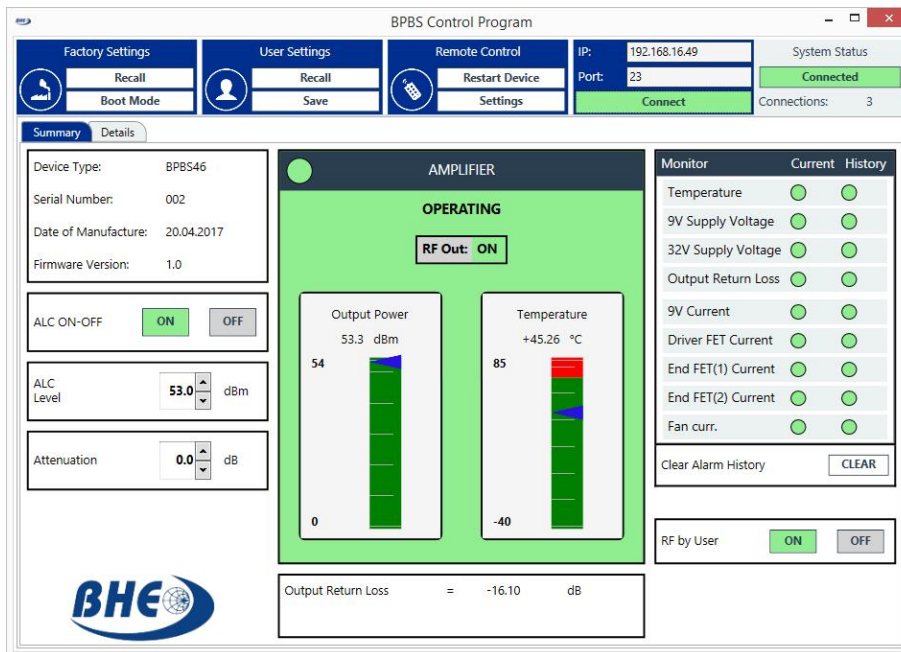 BHE
BPBS Control Program
Factory Settings
Recall
Boot Mode
User Settings
Recall
Save
Remote Control
Restart Device
Settings
IP: 192.168.16.49
Port: 23
Connect
System Status
Connected
Connections: 3
Summary Details
Device Type: BPBS46
Serial Number: 002
Date of Manufacture: 20.04.2017
Firmware Version: 1.0
ALC ON-OFF ON OFF
ALC
Level 53.0 dBm
Attenuation 0.0 dB
BHE
AMPLIFIER
OPERATING
RF Out: ON
Output Power
53.3 dBm
54
0
Temperature
+45.26 °C
85
-40
Output Return Loss = -16.10 dB
Monitor Current History
Temperature
9V Supply Voltage
32V Supply Voltage
Output Return Loss
9V Current
Driver FET Current
End FET(1) Current
End FET(2) Current
Fan curr.
Clear Alarm History CLEAR
RF by User ON OFF